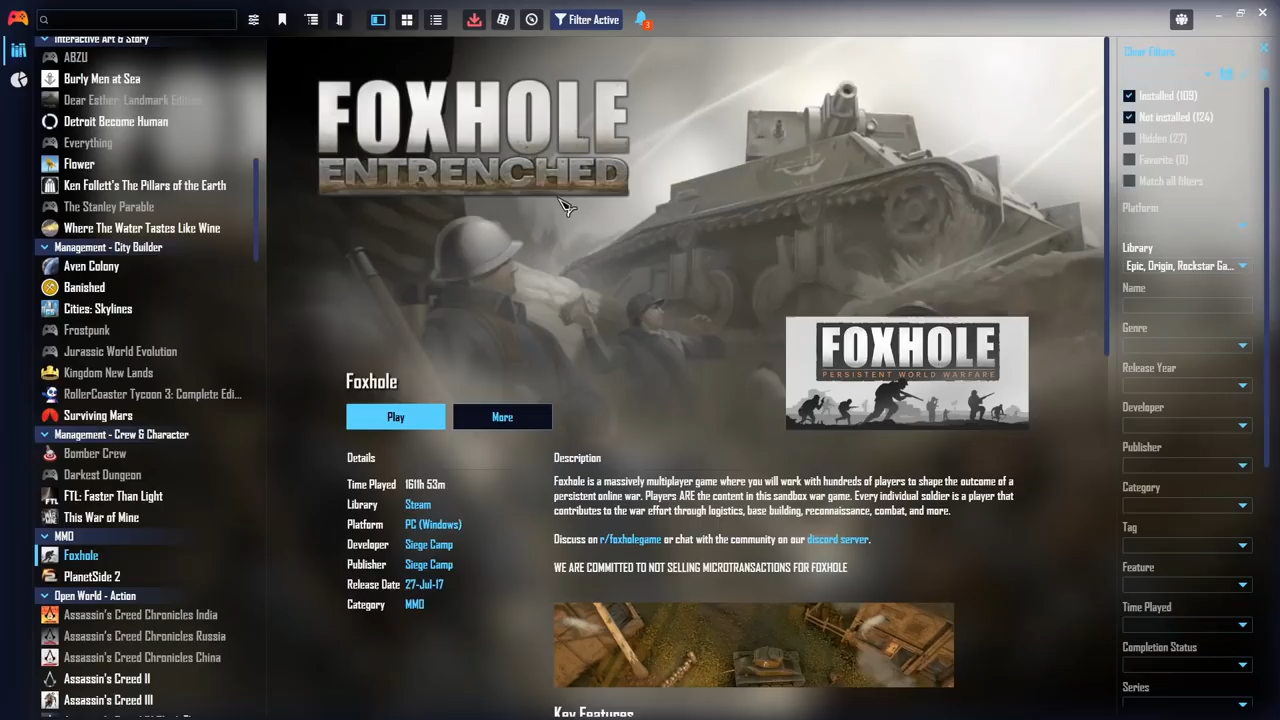 Filter Active
3
Interactive Art & Story
ABZU
Burly Men at Sea
Dear Esther: Landmark Edition
Detroit Become Human
Everything
Flower
Ken Follett's The Pillars of the Earth
The Stanley Parable
Where The Water Tastes Like Wine
Management - City Builder
Aven Colony
Banished
Cities: Skylines
Frostpunk
Jurassic World Evolution
Kingdom New Lands
RollerCoaster Tycoon 3: Complete Edi...
Surviving Mars
Management - Crew & Character
Bomber Crew
Darkest Dungeon
FTL: Faster Than Light
This War of Mine
MMO
Foxhole
PlanetSide 2
Open World - Action
Assassin's Creed Chronicles India
Assassin's Creed Chronicles Russia
Assassin's Creed Chronicles China
Assassin's Creed II
Assassin's Creed III
FOXHOLE
ENTRENCHED
FOXHOLE
PERSISTENT WORLD WARFARE
Foxhole
Play
More
Details
Time Played 1611h 53m
Library Steam
Platform PC (Windows)
Developer Siege Camp
Publisher Siege Camp
Release Date 27-Jul-17
Category MMO
Description
Foxhole is a massively multiplayer game where you will work with hundreds of players to shape the outcome of a
persistent online war. Players ARE the content in this sandbox war game. Every individual soldier is a player that
contributes to the war effort through logistics, base building, reconnaissance, combat, and more.
Discuss on r/foxholegame or chat with the community on our discord server.
WE ARE COMMITTED TO NOT SELLING MICROTRANSACTIONS FOR FOXHOLE
Key Features
Clear Filters
Installed (109)
Not installed (124)
Hidden (27)
Favorite (0)
Match all filters
Platform
Library
Epic, Origin, Rockstar Ga...
Name
Genre
Release Year
Developer
Publisher
Category
Tag
Feature
Time Played
Completion Status
Series